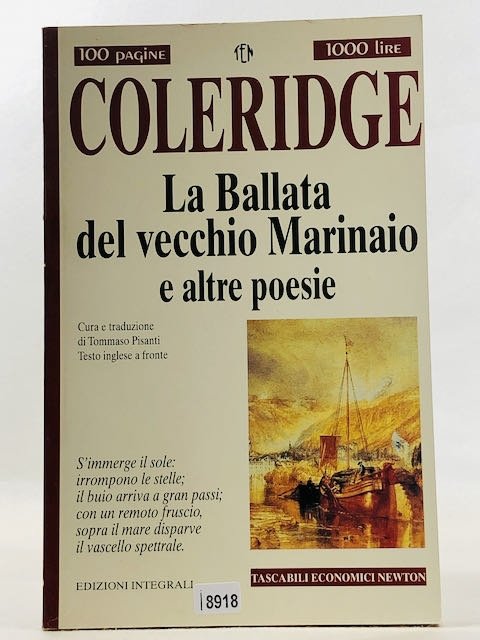 100 PAGINE
TEN
1000 LIRE
COLERIDGE
La Ballata
del vecchio Marinaio
e altre poesie
Cura e traduzione
di Tommaso Pisanti
Testo inglese a fronte
S'immerge il sole:
irrompono le stelle;
il buio arriva a gran passi;
con un remoto fruscio,
sopra il mare disparve
il vascello spettrale.
EDIZIONI INTEGRALI
8918
TASCABILI ECONOMICI NEWTON